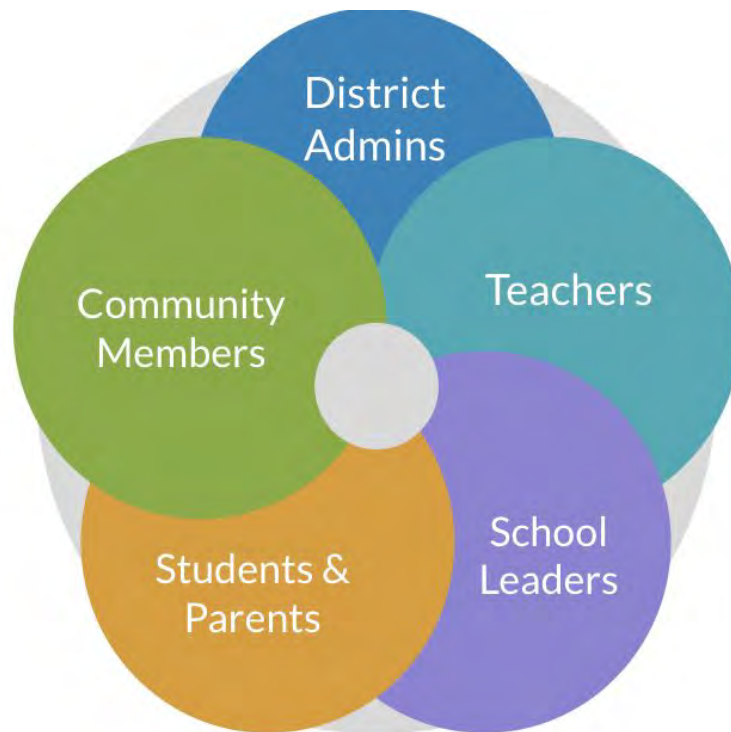 District
Admins
Teachers
Community
Members
School
Leaders
Students &
Parents